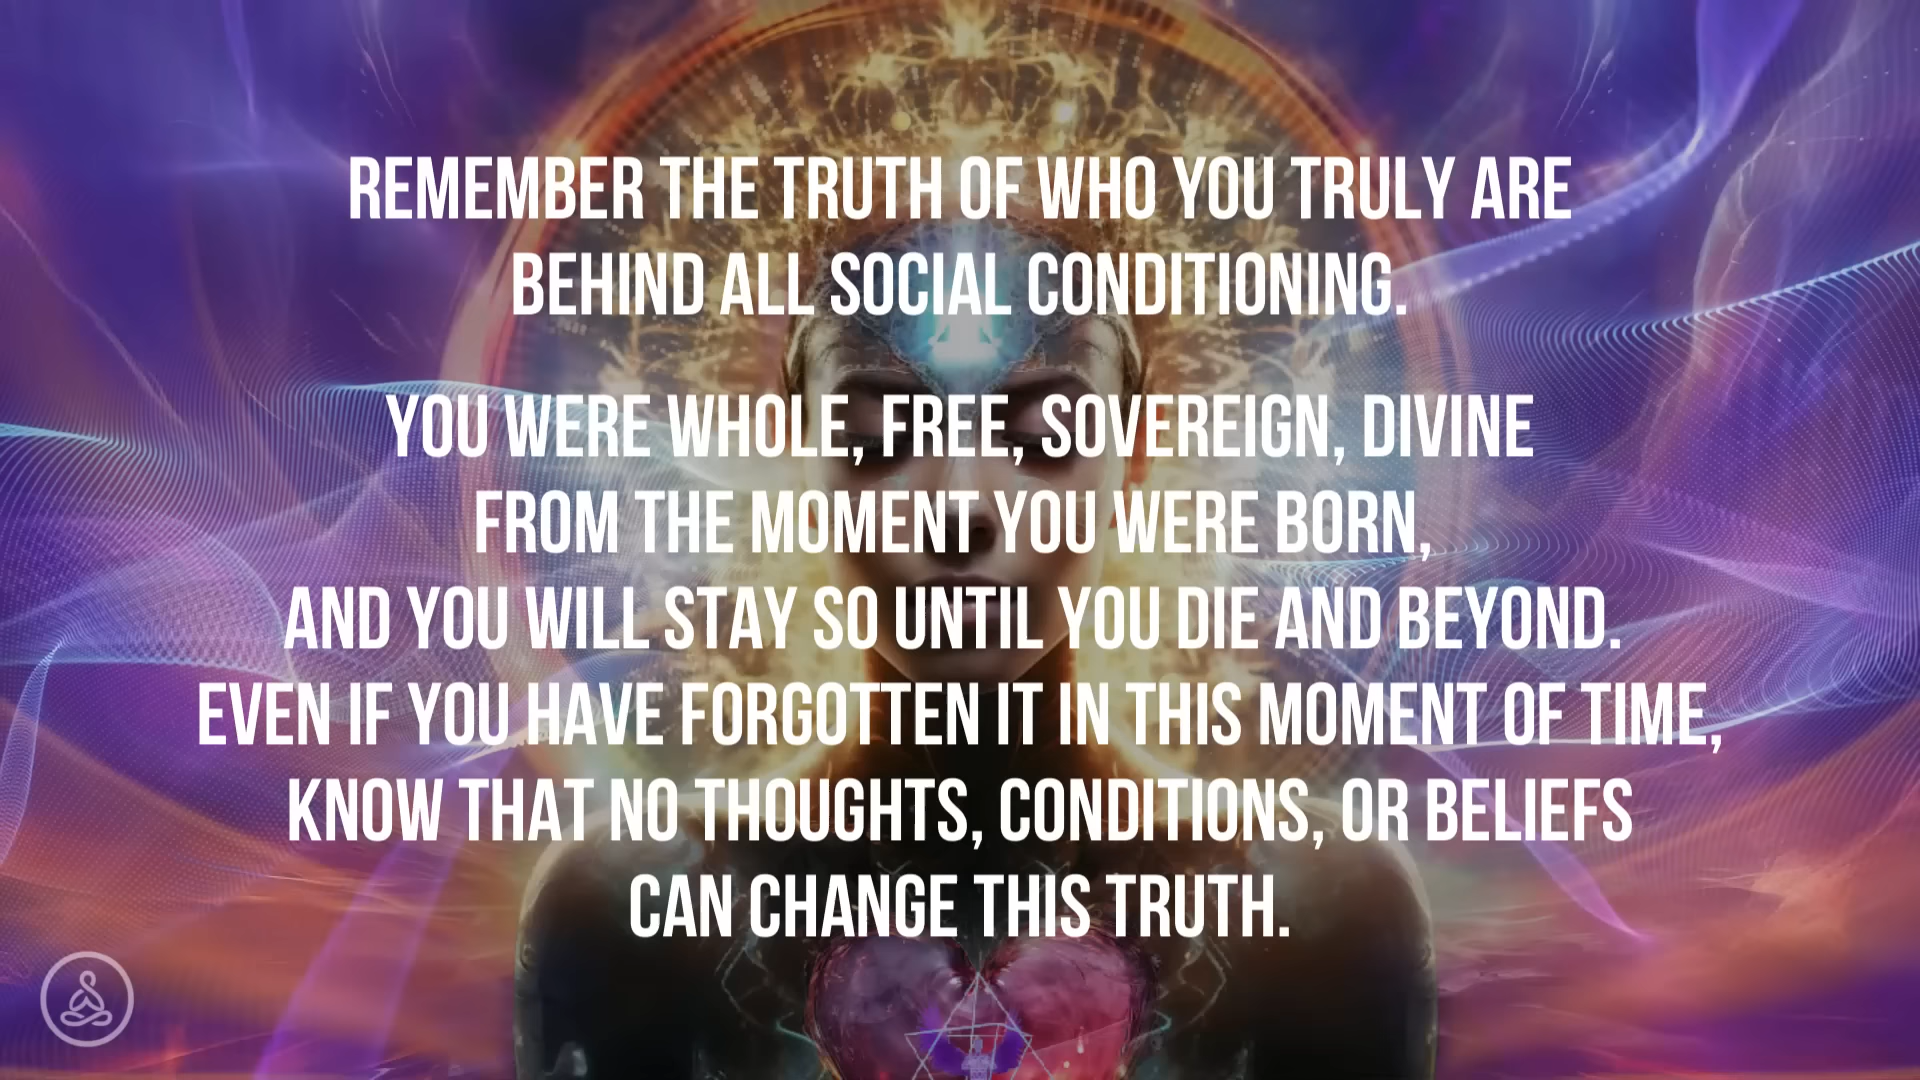 REMEMBER THE TRUTH OF WHO YOU TRULY ARE
BEHIND ALL SOCIAL CONDITIONING.
YOU WERE WHOLE, FREE, SOVEREIGN, DIVINE
FROM THE MOMENT YOU WERE BORN,
AND YOU WILL STAY SO UNTIL YOU DIE AND BEYOND.
EVEN IF YOU HAVE FORGOTTEN IT IN THIS MOMENT OF TIME,
KNOW THAT NO THOUGHTS, CONDITIONS, OR BELIEFS
CAN CHANGE THIS TRUTH.